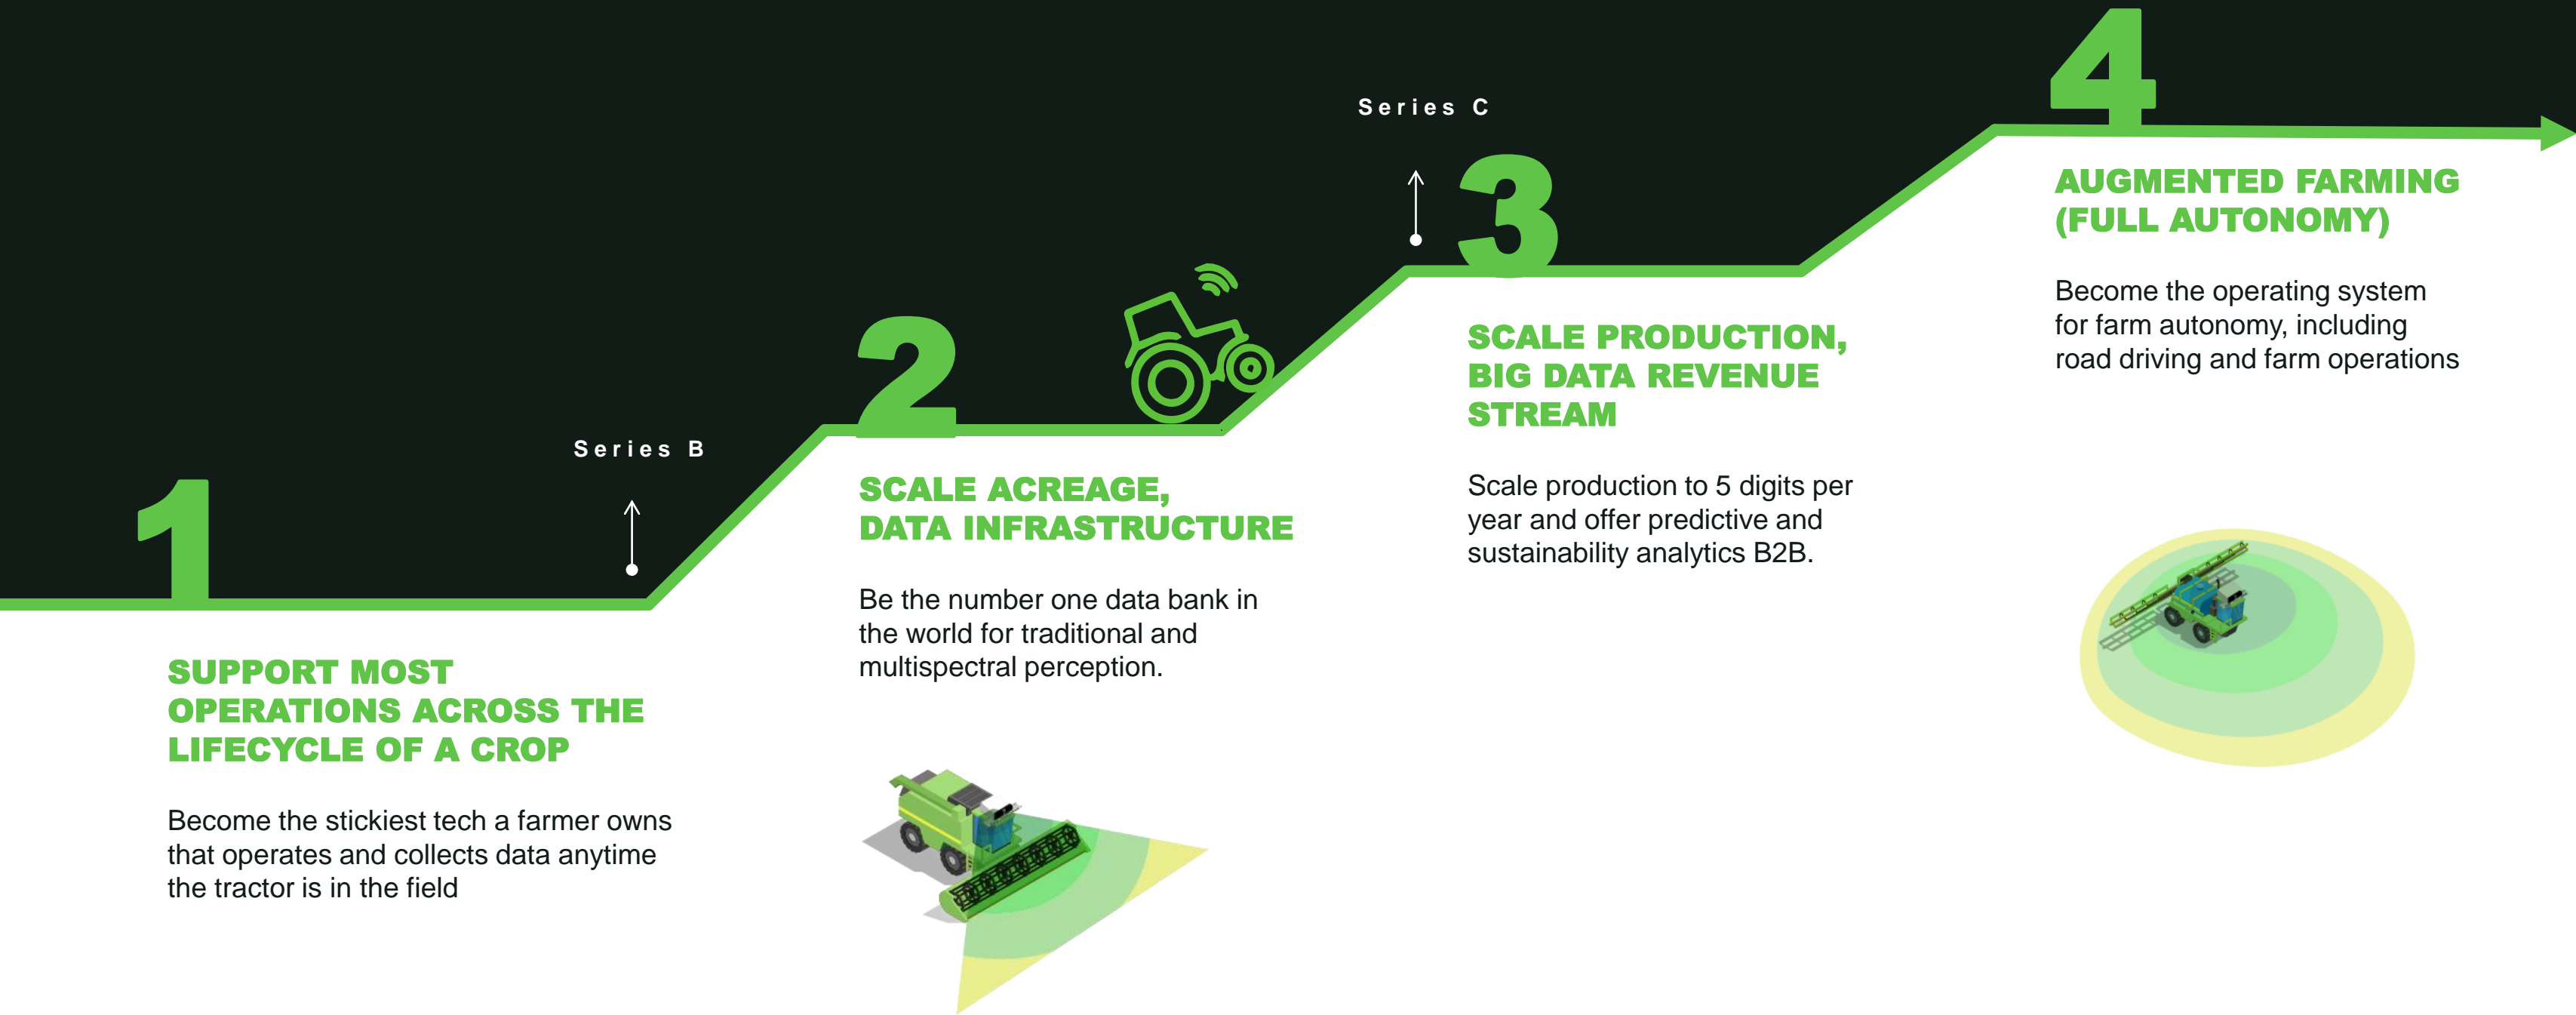 1
SUPPORT MOST
OPERATIONS ACROSS THE
LIFECYCLE OF A CROP
Become the stickiest tech a farmer owns
that operates and collects data anytime
the tractor is in the field
Series B
2
SCALE ACREAGE,
DATA INFRASTRUCTURE
Be the number one data bank in
the world for traditional and
multispectral perception.
Series C
3
SCALE PRODUCTION,
BIG DATA REVENUE
STREAM
Scale production to 5 digits per
year and offer predictive and
sustainability analytics B2B.
4
AUGMENTED FARMING
(FULL AUTONOMY)
Become the operating system
for farm autonomy, including
road driving and farm operations